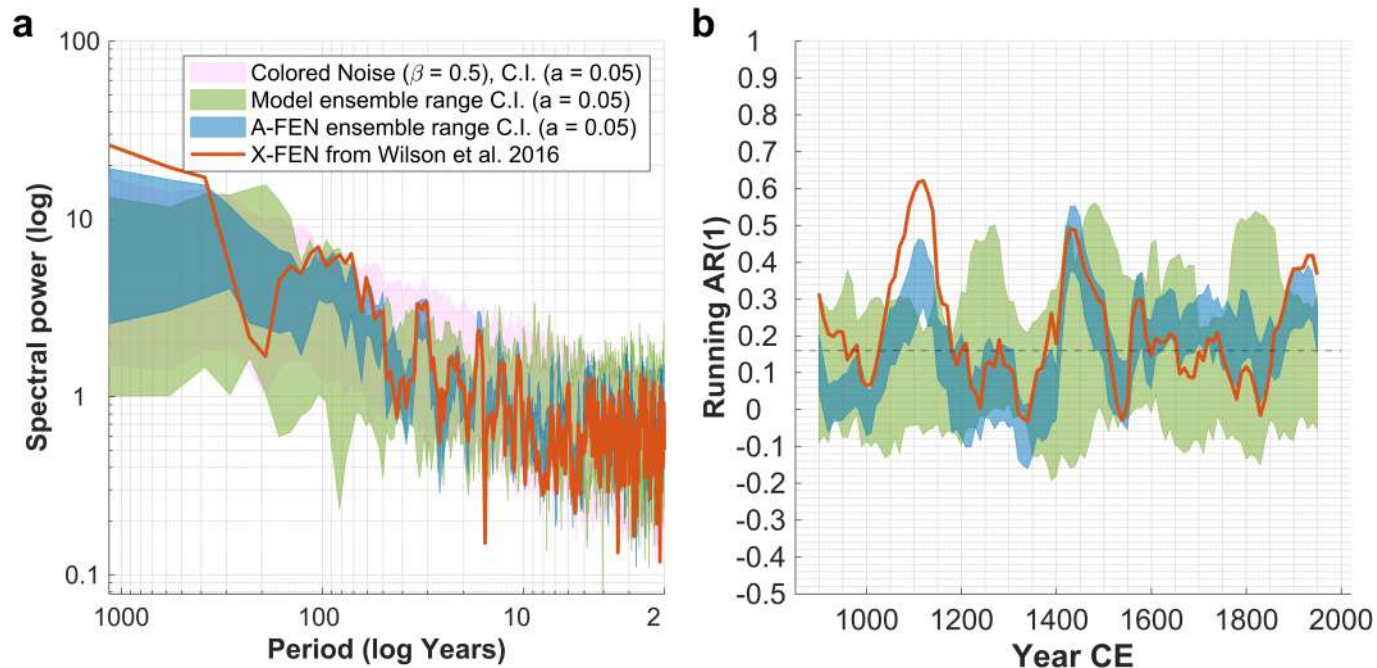 a
100
10
1
0.1
Spectral power (log)
Colored Noise (β = 0.5), C.I. (a = 0.05)
Model ensemble range C.I. (a = 0.05)
A-FEN ensemble range C.I. (a = 0.05)
X-FEN from Wilson et al. 2016
1000 100 10 2
Period (log Years)
b
1
0.9
0.8
0.7
0.6
0.5
0.4
0.3
0.2
0.1
0
-0.1
-0.2
-0.3
-0.4
-0.5
Running AR(1)
1000 1200 1400 1600 1800 2000
Year CE